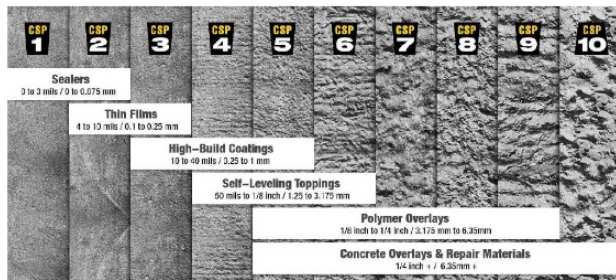 CSP 1
CSP 2
CSP 3
CSP 4
CSP 5
CSP 6
CSP 7
CSP 8
CSP 9
CSP 10
Sealers
0 to 3 mils / 0 to 0.075 mm
Thin Films
4 to 10 mils / 0.1 to 0.25 mm
High-Build Coatings
10 to 40 mils / 0.25 to 1 mm
Self-Leveling Toppings
50 mils to 1/8 inch / 1.25 to 3.175 mm
Polymer Overlays
1/8 inch to 1/4 inch / 3.175 mm to 6.35mm
Concrete Overlays & Repair Materials
1/4 inch + / 6.35mm +